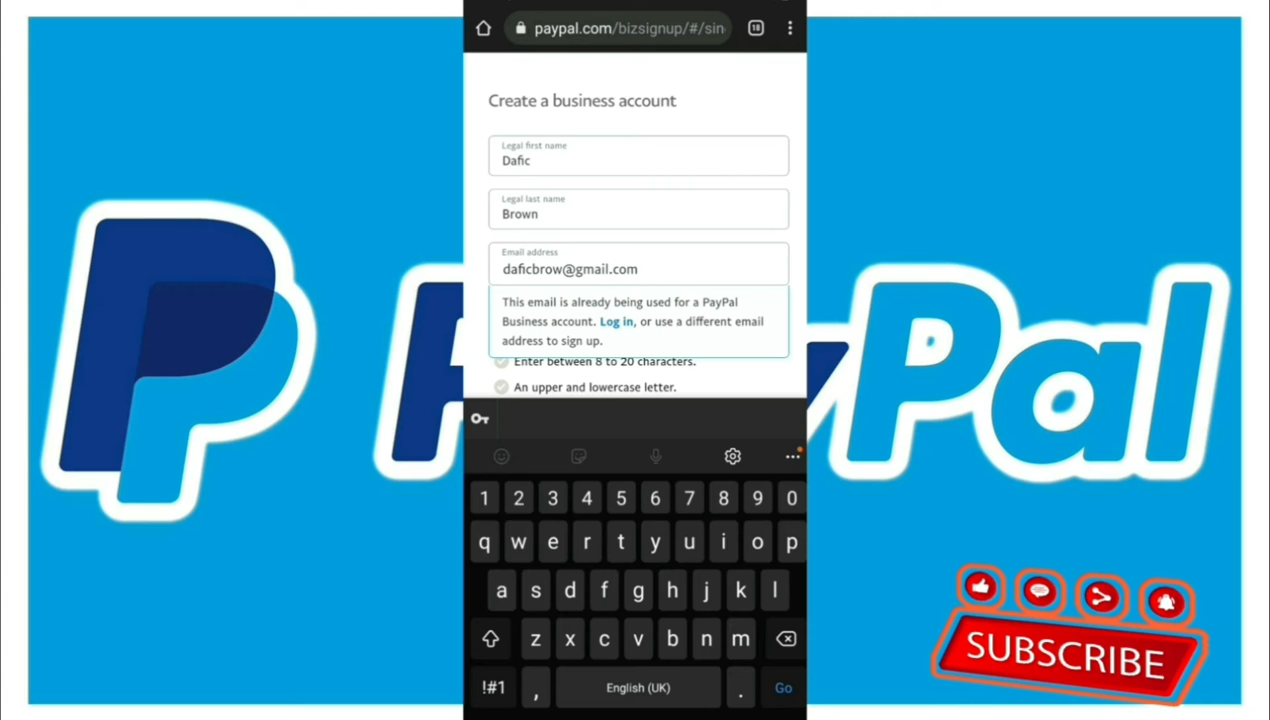 paypal.com/bizsignup/#/sin
18
Create a business account
Legal first name
Dafic
Legal last name
Brown
Email address
daficbrow@gmail.com
This email is already being used for a PayPal
Business account. Log in, or use a different email
address to sign up.
Enter between 8 to 20 characters.
An upper and lowercase letter.
PayPal
1 2 3 4 5 6 7 8 9 0
q w e r t y u i o p
a s d f g h j k l
z x c v b n m
!#1 , English (UK) . Go
SUBSCRIBE